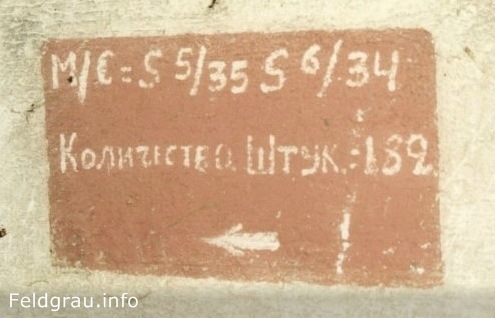 М/Є = S 5/35 S 6/34
Количество Штук.-182.
Feldgrau.info